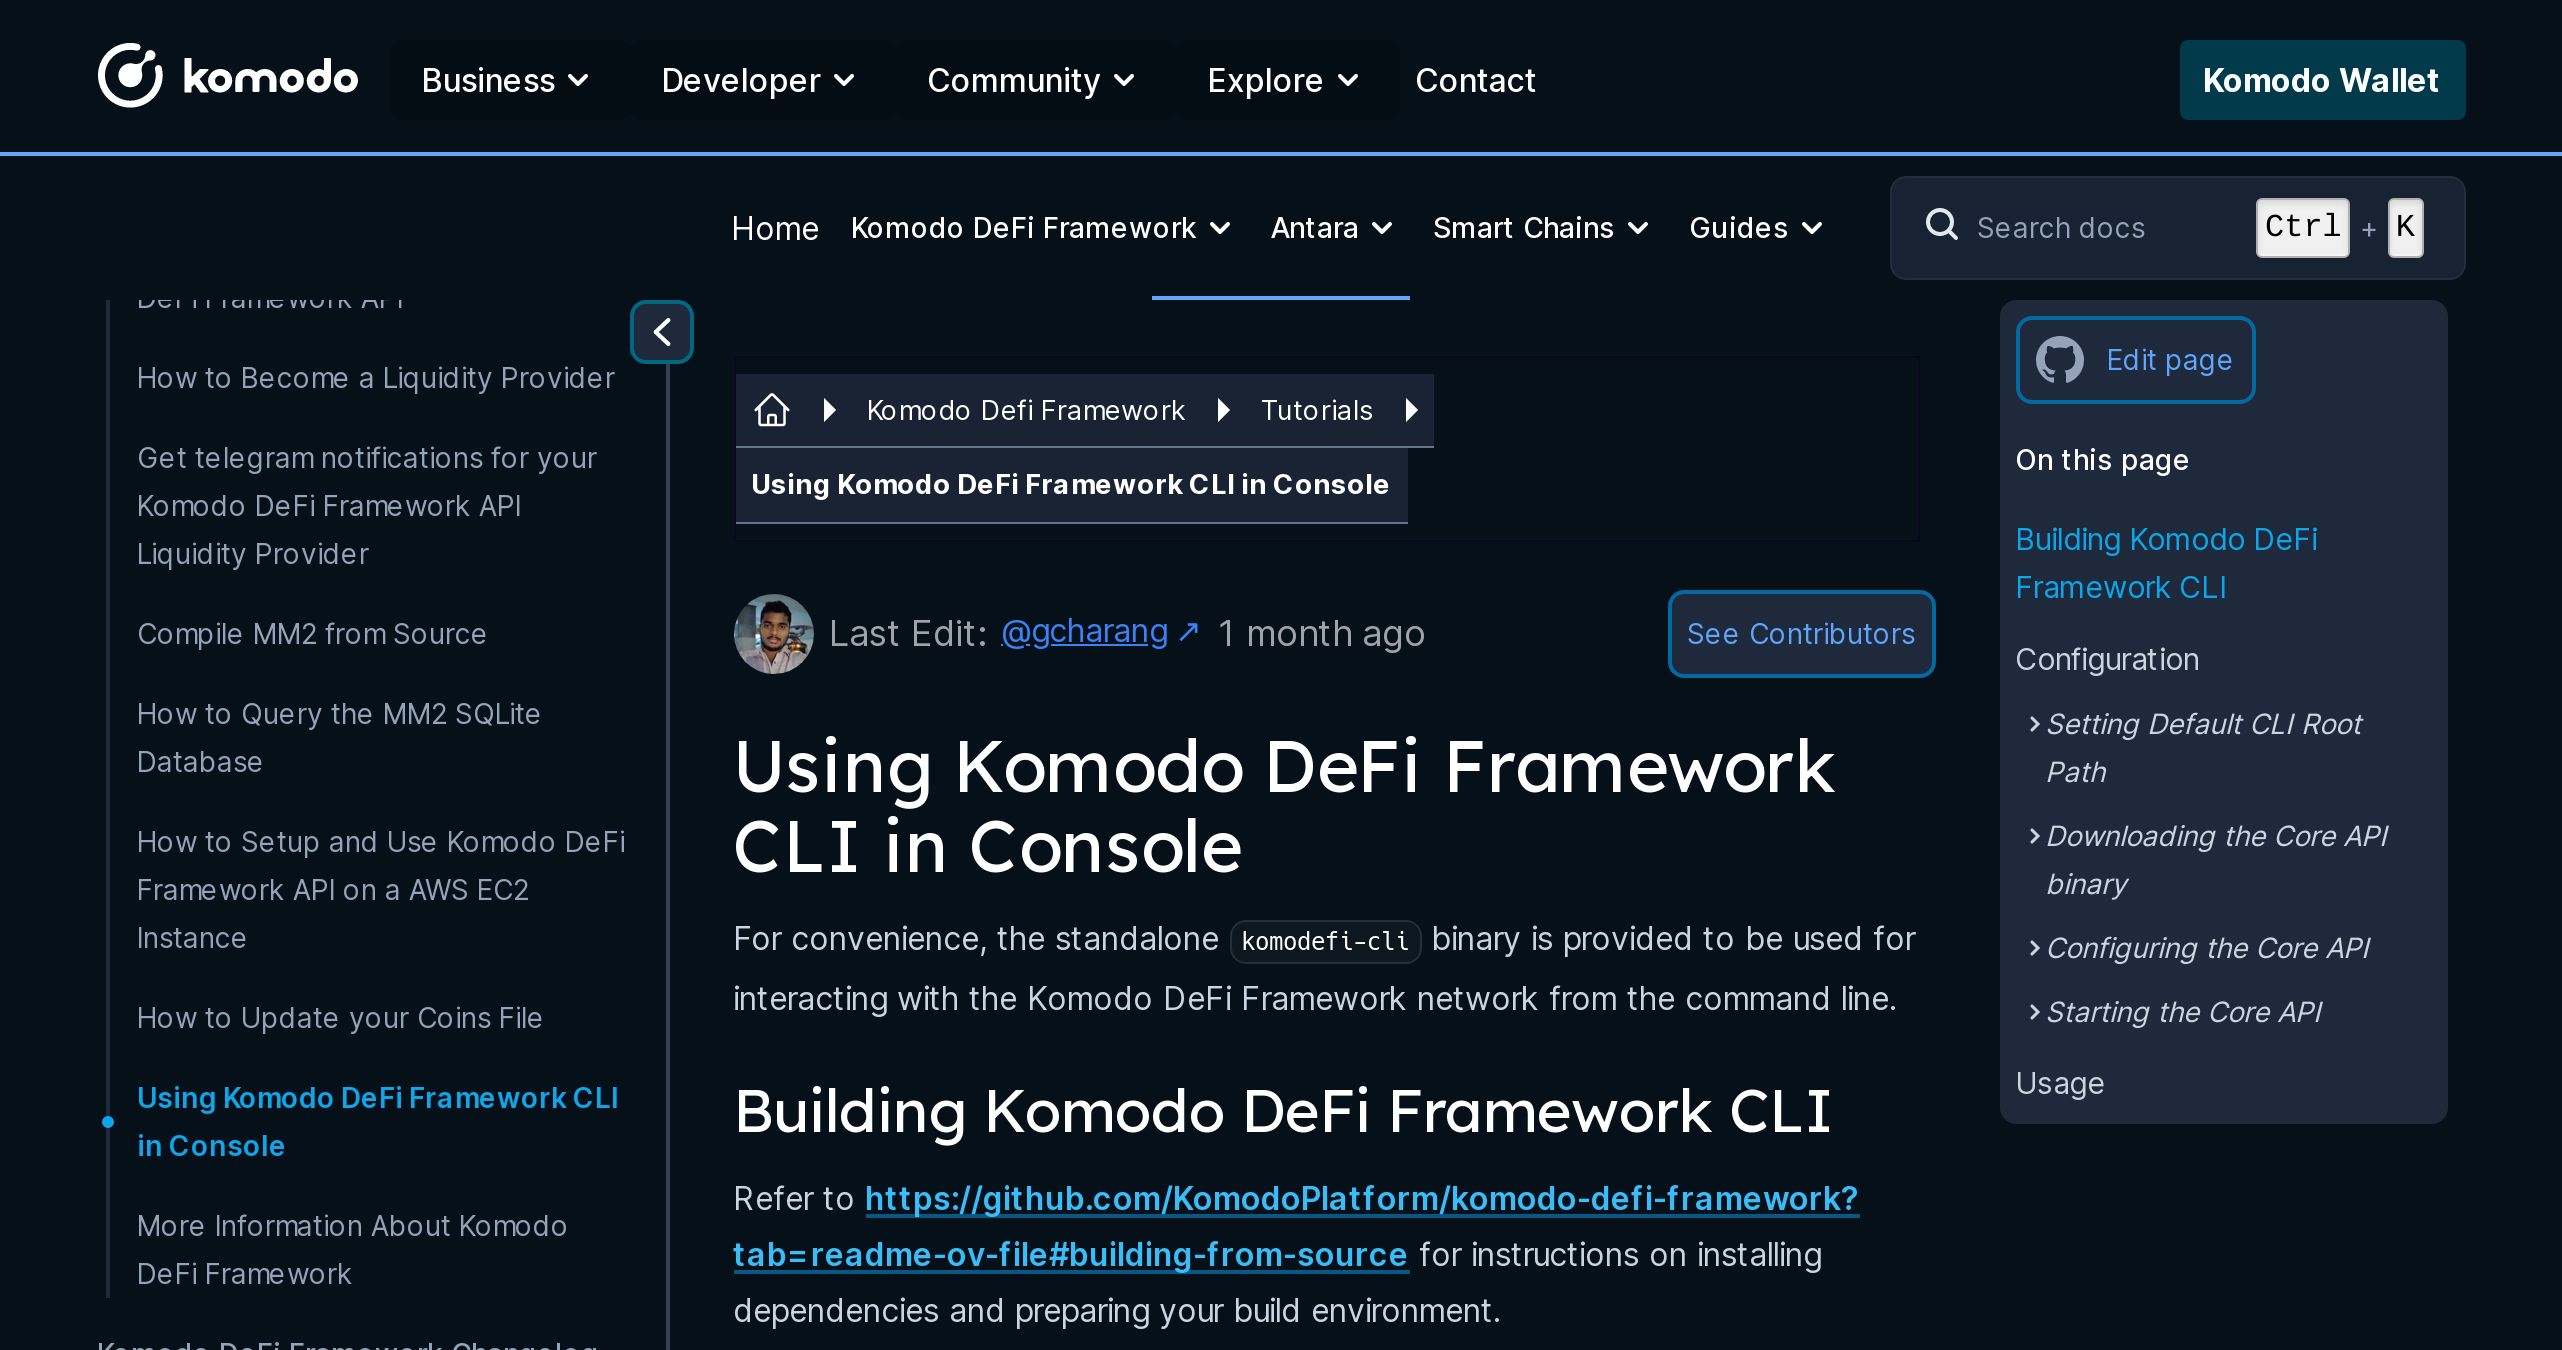 komodo
Business
Developer
Community
Explore
Contact
Komodo Wallet
Home
Komodo DeFi Framework
Antara
Smart Chains
Guides
Search docs
Ctrl + K
DeFi Framework API
How to Become a Liquidity Provider
Get telegram notifications for your
Komodo DeFi Framework API
Liquidity Provider
Compile MM2 from Source
How to Query the MM2 SQLite
Database
How to Setup and Use Komodo DeFi
Framework API on a AWS EC2
Instance
How to Update your Coins File
Using Komodo DeFi Framework CLI
in Console
More Information About Komodo
DeFi Framework
Komodo DeFi Framework Changelog
Komodo Defi Framework
Tutorials
Using Komodo DeFi Framework CLI in Console
Last Edit: @gcharang ↗ 1 month ago
See Contributors
Using Komodo DeFi Framework
CLI in Console
For convenience, the standalone komodefi-cli binary is provided to be used for
interacting with the Komodo DeFi Framework network from the command line.
Building Komodo DeFi Framework CLI
Refer to https://github.com/KomodoPlatform/komodo-defi-framework?
tab=readme-ov-file#building-from-source for instructions on installing
dependencies and preparing your build environment.
Edit page
On this page
Building Komodo DeFi
Framework CLI
Configuration
Setting Default CLI Root
Path
Downloading the Core API
binary
Configuring the Core API
Starting the Core API
Usage